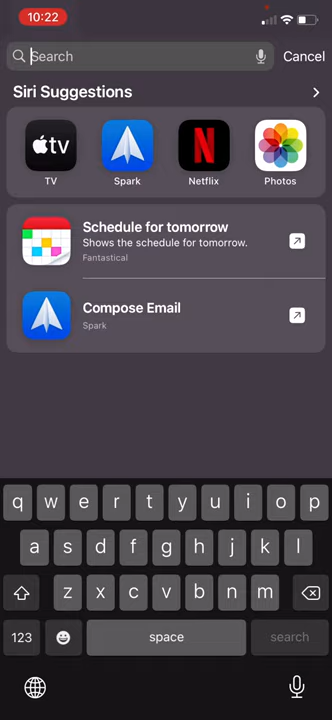 10:22
Search
Cancel
Siri Suggestions
tv
TV
Spark
Netflix
Photos
Schedule for tomorrow
Shows the schedule for tomorrow.
Fantastical
Compose Email
Spark
q w e r t y u i o p
a s d f g h j k l
z x c v b n m
123
space
search